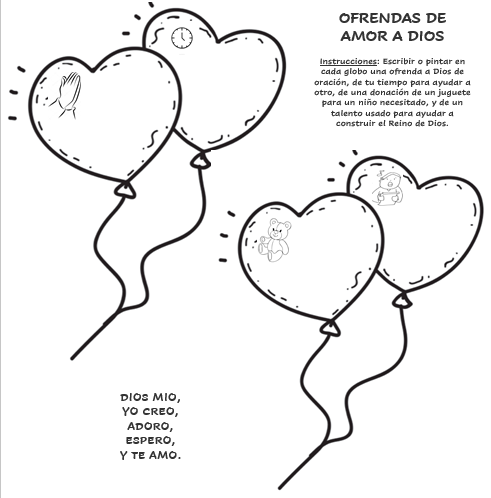 OFRENDAS DE
AMOR A DIOS
Instrucciones: Escribir o pintar en
cada globo una ofrenda a Dios de
oración, de tu tiempo para ayudar a
otro, de una donación de un juguete
para un niño necesitado, y de un
talento usado para ayudar a
construir el Reino de Dios.
DIOS MIO,
YO CREO,
ADORO,
ESPERO,
Y TE AMO.